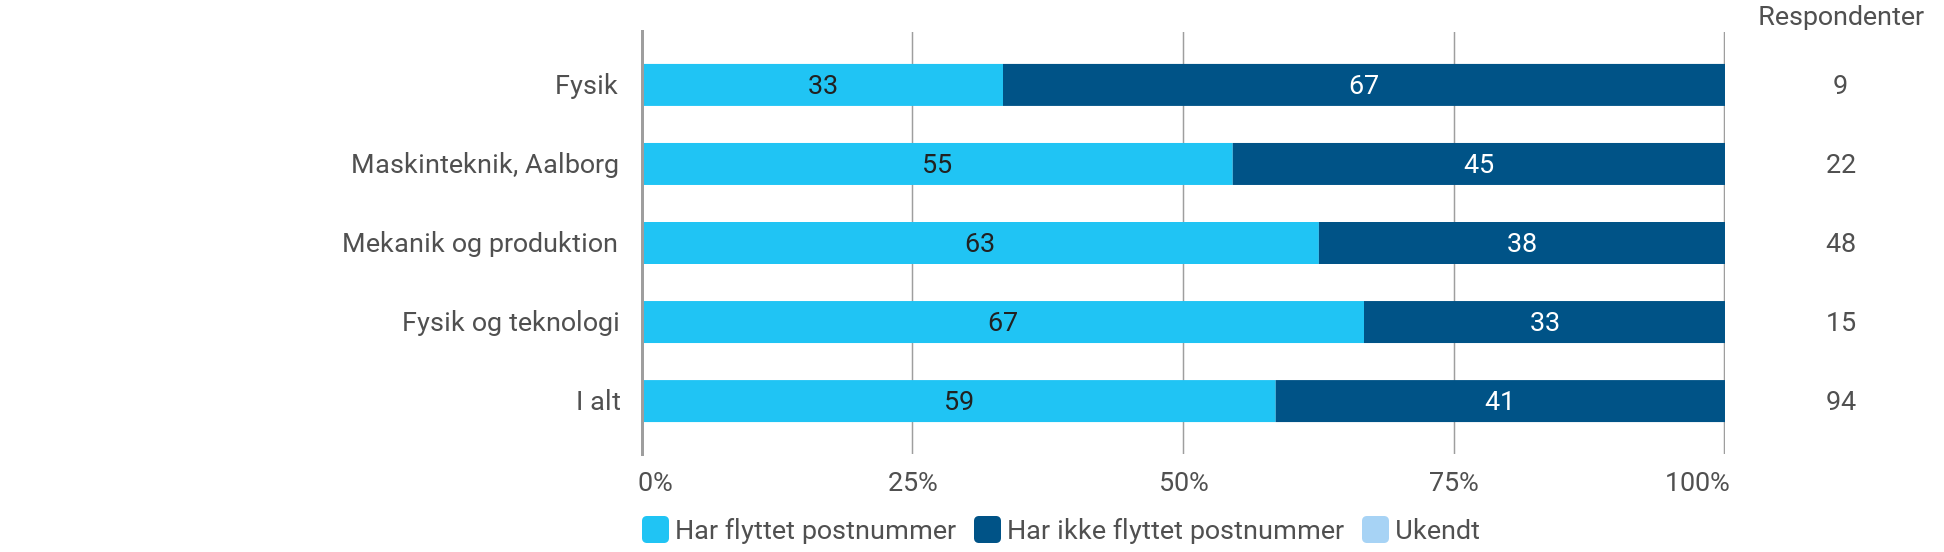 Respondenter
Fysik 33 67 9
Maskinteknik, Aalborg 55 45 22
Mekanik og produktion 63 38 48
Fysik og teknologi 67 33 15
I alt 59 41 94
0% 25% 50% 75% 100%
Har flyttet postnummer Har ikke flyttet postnummer Ukendt